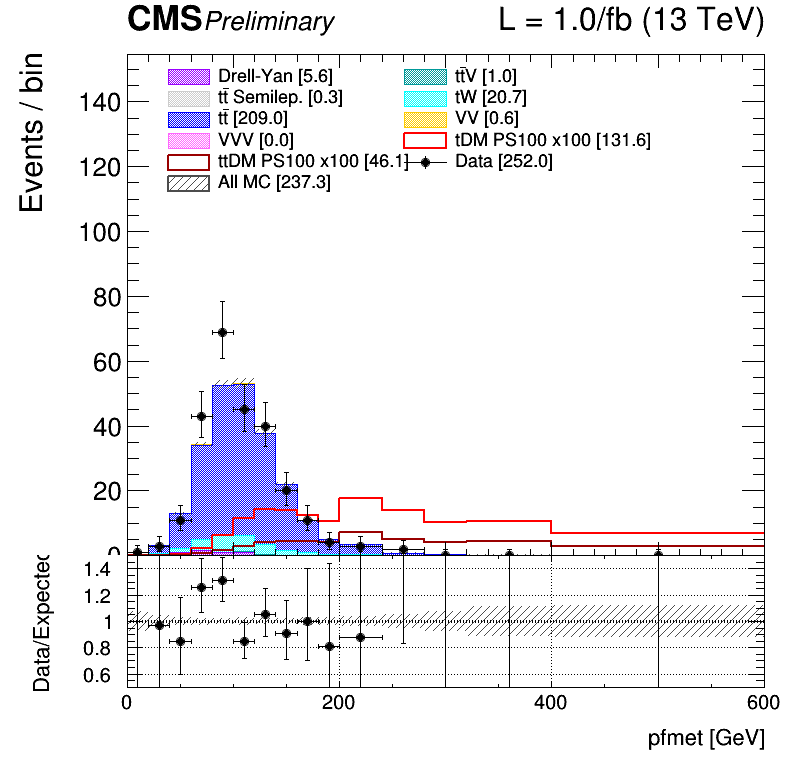 CMS Preliminary L = 1.0/fb (13 TeV)
Drell-Yan [5.6] tt̄V [1.0]
tt̄ Semilep. [0.3] tW [20.7]
tt̄ [209.0] VV [0.6]
VVV [0.0] tDM PS100 x100 [131.6]
ttDM PS100 x100 [46.1] Data [252.0]
All MC [237.3]
Events / bin
140
120
100
80
60
40
20
0
Data/Expected
1.4
1.2
1
0.8
0.6
0 200 400 600
pfmet [GeV]